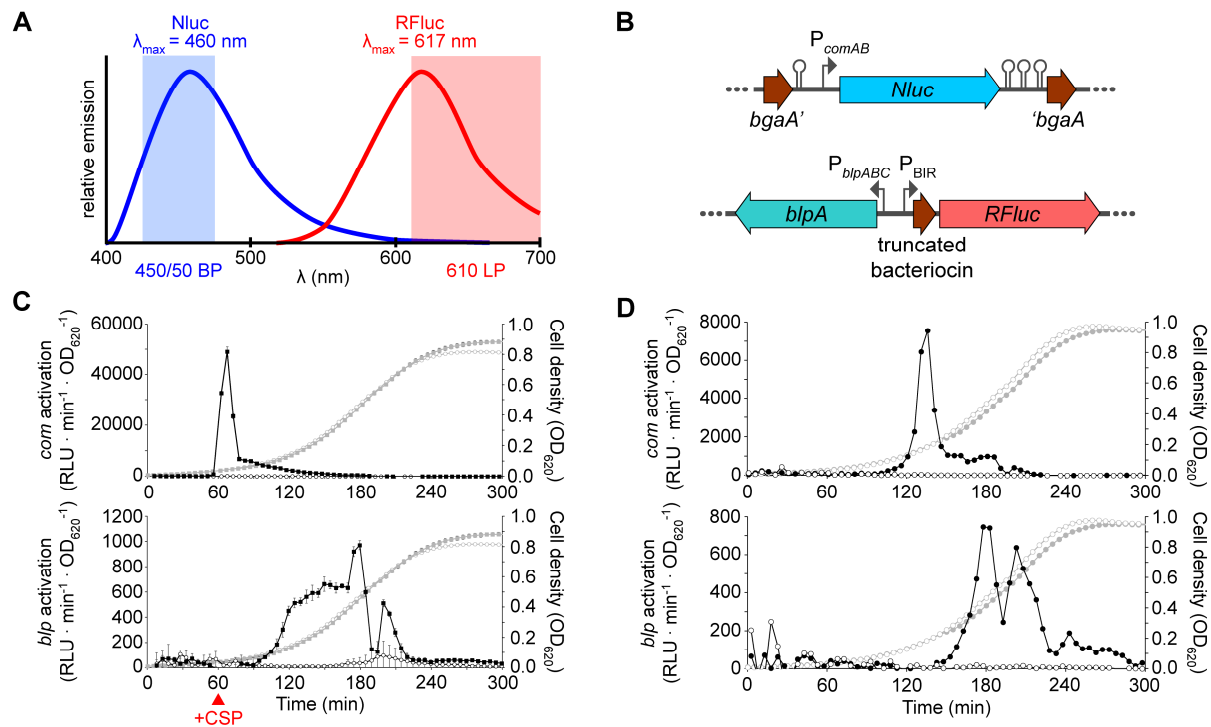 A
Nluc
λmax = 460 nm
RFluc
λmax = 617 nm
relative emission
400 500 600 700
450/50 BP λ (nm) 610 LP
B
PcomAB
Nluc
bgaA’ ‘bgaA
PblpABC PBIR
blpA RFluc
truncated
bacteriocin
C
com activation
(RLU · min-1 · OD620-1)
60000
50000
40000
30000
20000
10000
0
1.0
0.8
0.6
0.4
0.2
0.0
Cell density (OD620)
0 60 120 180 240 300
blp activation
(RLU · min-1 · OD620-1)
1200
1000
800
600
400
200
0
1.0
0.8
0.6
0.4
0.2
0.0
Cell density (OD620)
0 60 120 180 240 300
Time (min)
+CSP
D
com activation
(RLU · min-1 · OD620-1)
8000
6000
4000
2000
0
1.0
0.8
0.6
0.4
0.2
0.0
Cell density (OD620)
0 60 120 180 240 300
blp activation
(RLU · min-1 · OD620-1)
800
600
400
200
0
1.0
0.8
0.6
0.4
0.2
0.0
Cell density (OD620)
0 60 120 180 240 300
Time (min)